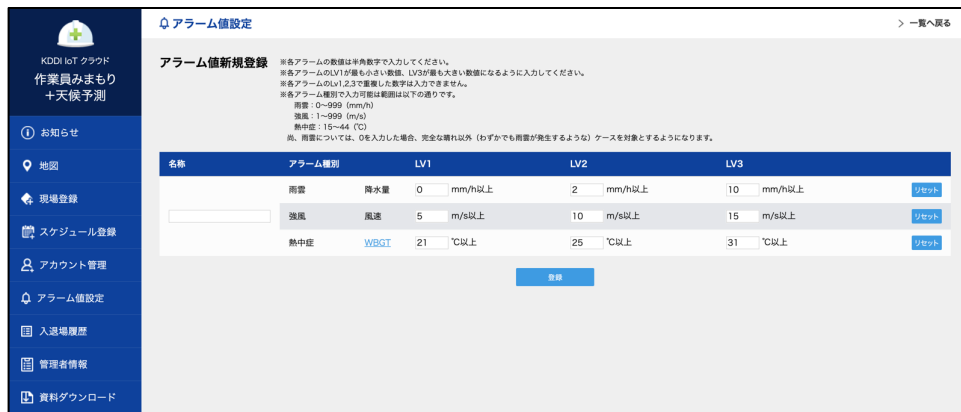 KDDI IoT クラウド
作業員みまもり
+天候予測
お知らせ
地図
現場登録
スケジュール登録
アカウント管理
アラーム値設定
入退場履歴
管理者情報
資料ダウンロード
アラーム値設定
> 一覧へ戻る
アラーム値新規登録
※各アラームの数値は半角数字で入力してください。
※各アラームのLV1が最も小さい数値、LV3が最も大きい数値になるように入力してください。
※各アラームのLv1,2,3で重複した数字は入力できません。
※各アラーム種別で入力可能は範囲は以下の通りです。
雨雲：0〜999（mm/h）
強風：1〜999（m/s）
熱中症：15〜44（℃）
尚、雨雲については、0を入力した場合、完全な晴れ以外（わずかでも雨雲が発生するような）ケースを対象とするようになります。
名称 アラーム種別 LV1 LV2 LV3
雨雲 降水量 0 mm/h以上 2 mm/h以上 10 mm/h以上 リセット
強風 風速 5 m/s以上 10 m/s以上 15 m/s以上 リセット
熱中症 WBGT 21 ℃以上 25 ℃以上 31 ℃以上 リセット
登録